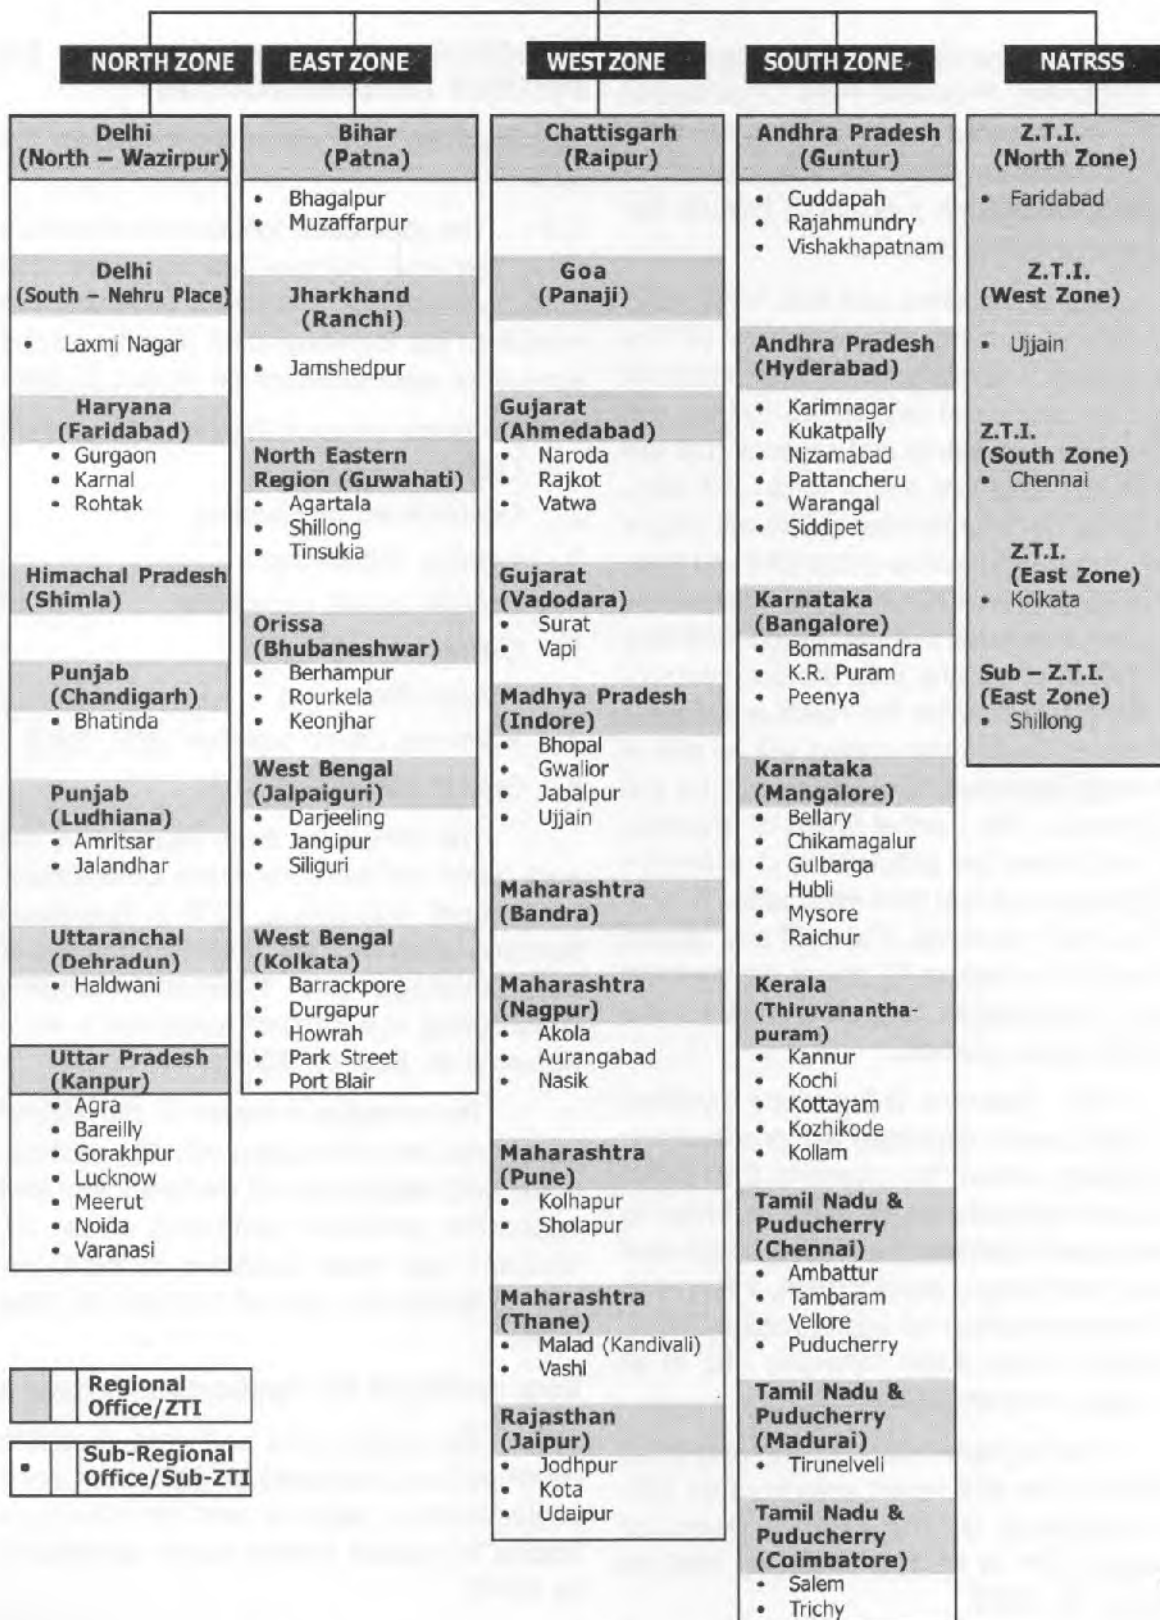 NORTH ZONE
Delhi
(North – Wazirpur)
Delhi
(South – Nehru Place)
• Laxmi Nagar
Haryana
(Faridabad)
• Gurgaon
• Karnal
• Rohtak
Himachal Pradesh
(Shimla)
Punjab
(Chandigarh)
• Bhatinda
Punjab
(Ludhiana)
• Amritsar
• Jalandhar
Uttaranchal
(Dehradun)
• Haldwani
Uttar Pradesh
(Kanpur)
• Agra
• Bareilly
• Gorakhpur
• Lucknow
• Meerut
• Noida
• Varanasi
EAST ZONE
Bihar
(Patna)
• Bhagalpur
• Muzaffarpur
Jharkhand
(Ranchi)
• Jamshedpur
North Eastern
Region (Guwahati)
• Agartala
• Shillong
• Tinsukia
Orissa
(Bhubaneshwar)
• Berhampur
• Rourkela
• Keonjhar
West Bengal
(Jalpaiguri)
• Darjeeling
• Jangipur
• Siliguri
West Bengal
(Kolkata)
• Barrackpore
• Durgapur
• Howrah
• Park Street
• Port Blair
WEST ZONE
Chattisgarh
(Raipur)
Goa
(Panaji)
Gujarat
(Ahmedabad)
• Naroda
• Rajkot
• Vatwa
Gujarat
(Vadodara)
• Surat
• Vapi
Madhya Pradesh
(Indore)
• Bhopal
• Gwalior
• Jabalpur
• Ujjain
Maharashtra
(Bandra)
Maharashtra
(Nagpur)
• Akola
• Aurangabad
• Nasik
Maharashtra
(Pune)
• Kolhapur
• Sholapur
Maharashtra
(Thane)
• Malad (Kandivali)
• Vashi
Rajasthan
(Jaipur)
• Jodhpur
• Kota
• Udaipur
SOUTH ZONE
Andhra Pradesh
(Guntur)
• Cuddapah
• Rajahmundry
• Vishakhapatnam
Andhra Pradesh
(Hyderabad)
• Karimnagar
• Kukatpally
• Nizamabad
• Pattancheru
• Warangal
• Siddipet
Karnataka
(Bangalore)
• Bommasandra
• K.R. Puram
• Peenya
Karnataka
(Mangalore)
• Bellary
• Chikamagalur
• Gulbarga
• Hubli
• Mysore
• Raichur
Kerala
(Thiruvanantha-
puram)
• Kannur
• Kochi
• Kottayam
• Kozhikode
• Kollam
Tamil Nadu &
Puducherry
(Chennai)
• Ambattur
• Tambaram
• Vellore
• Puducherry
Tamil Nadu &
Puducherry
(Madurai)
• Tirunelveli
Tamil Nadu &
Puducherry
(Coimbatore)
• Salem
• Trichy
NATRSS
Z.T.I.
(North Zone)
• Faridabad
Z.T.I.
(West Zone)
• Ujjain
Z.T.I.
(South Zone)
• Chennai
Z.T.I.
(East Zone)
• Kolkata
Sub – Z.T.I.
(East Zone)
• Shillong
Regional
Office/ZTI
• Sub-Regional
Office/Sub-ZTI